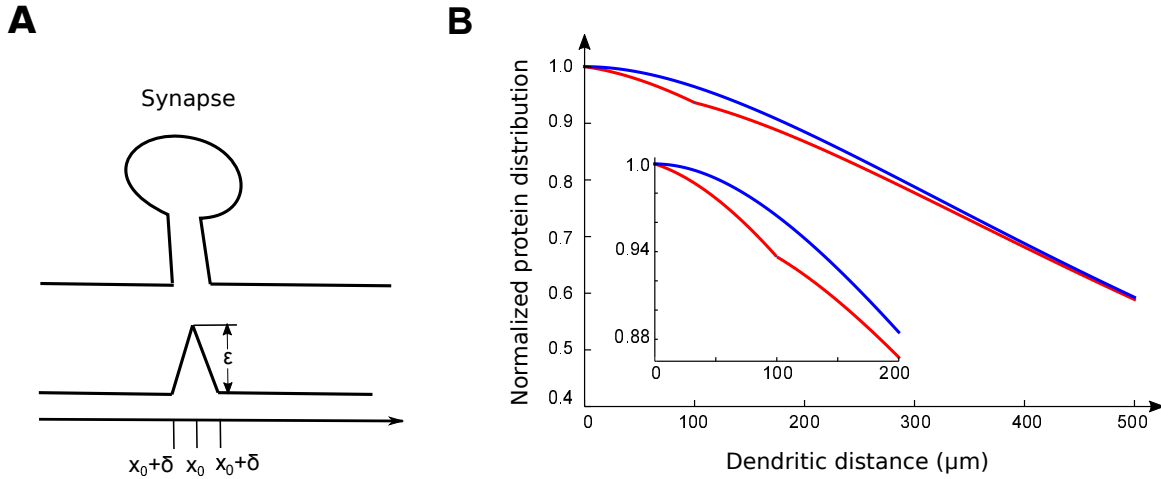 A
Synapse
ε
x₀+δ x₀ x₀+δ
B
Normalized protein distribution
1.0
0.9
0.8
0.7
0.6
0.5
0.4
0 100 200 300 400 500
Dendritic distance (μm)
1.0
0.94
0.88
0 100 200